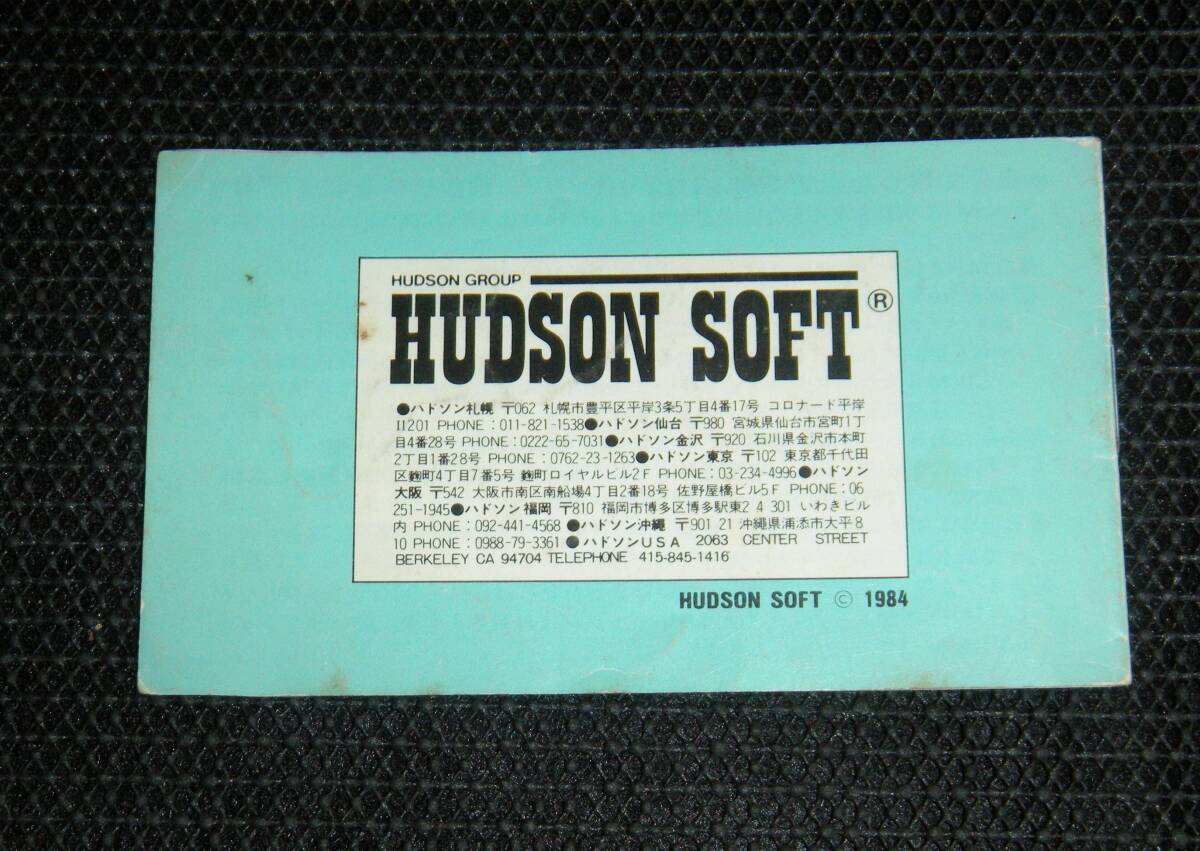 HUDSON GROUP
HUDSON SOFT®
●ハドソン札幌 〒062 札幌市豊平区平岸3条5丁目4番17号 コロナード平岸
II201 PHONE:011-821-1538●ハドソン仙台 〒980 宮城県仙台市宮町1丁
目4番28号 PHONE:0222-65-7031●ハドソン金沢 〒920 石川県金沢市本町
2丁目1番28号 PHONE:0762-23-1263●ハドソン東京 〒102 東京都千代田
区麹町4丁目7番5号 麹町ロイヤルビル2F PHONE:03-234-4996●ハドソン
大阪 〒542 大阪市南区南船場4丁目2番18号 佐野屋橋ビル5F PHONE:06
251-1945●ハドソン福岡 〒810 福岡市博多区博多駅東2 4 301 いわきビル
内 PHONE:092-441-4568 ●ハドソン沖縄 〒901 21 沖縄県浦添市大平8
10 PHONE:0988-79-3361 ●ハドソンUSA 2063 CENTER STREET
BERKELEY CA 94704 TELEPHONE 415-845-1416
HUDSON SOFT © 1984